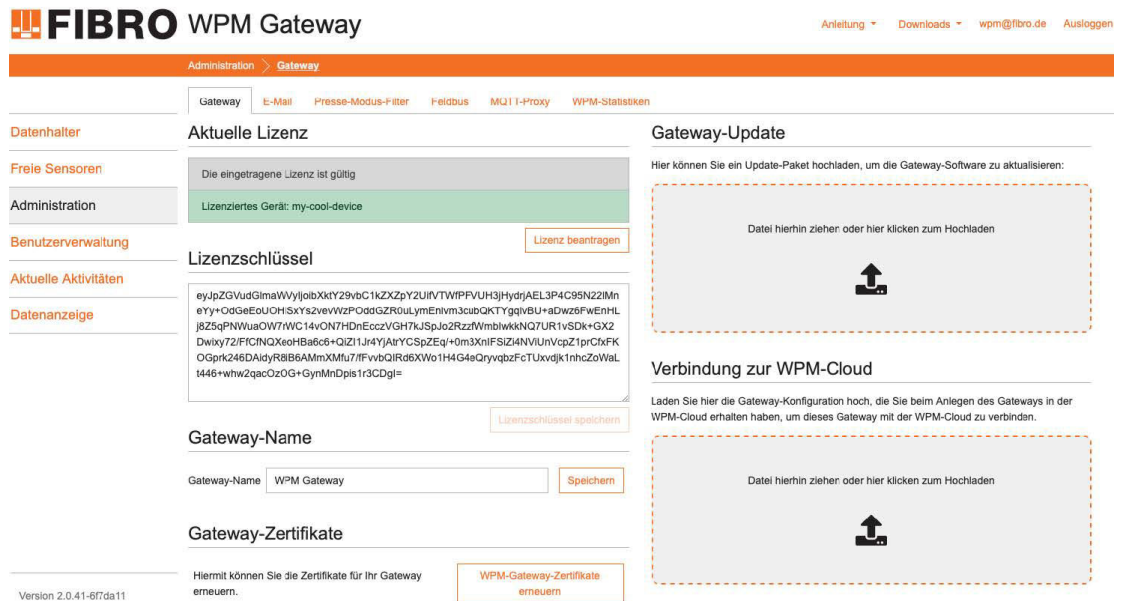 FIBRO WPM Gateway
Anleitung Downloads wpm@fibro.de Ausloggen
Administration Gateway
Gateway E-Mail Presse-Modus-Filter Feldbus MQTT-Proxy WPM-Statistiken
Datenhalter
Freie Sensoren
Administration
Benutzerverwaltung
Aktuelle Aktivitäten
Datenanzeige
Version 2.0.41-6f7da11
Aktuelle Lizenz
Die eingetragene Lizenz ist gültig
Lizenziertes Gerät: my-cool-device
Lizenz beantragen
Lizenzschlüssel
Lizenzschlüssel speichern
Gateway-Name
Gateway-Name WPM Gateway Speichern
Gateway-Zertifikate
Hiermit können Sie die Zertifikate für Ihr Gateway
erneuern.
WPM-Gateway-Zertifikate
erneuern
Gateway-Update
Hier können Sie ein Update-Paket hochladen, um die Gateway-Software zu aktualisieren:
Datei hierhin ziehen oder hier klicken zum Hochladen
Verbindung zur WPM-Cloud
Laden Sie hier die Gateway-Konfiguration hoch, die Sie beim Anlegen des Gateways in der
WPM-Cloud erhalten haben, um dieses Gateway mit der WPM-Cloud zu verbinden.
Datei hierhin ziehen oder hier klicken zum Hochladen